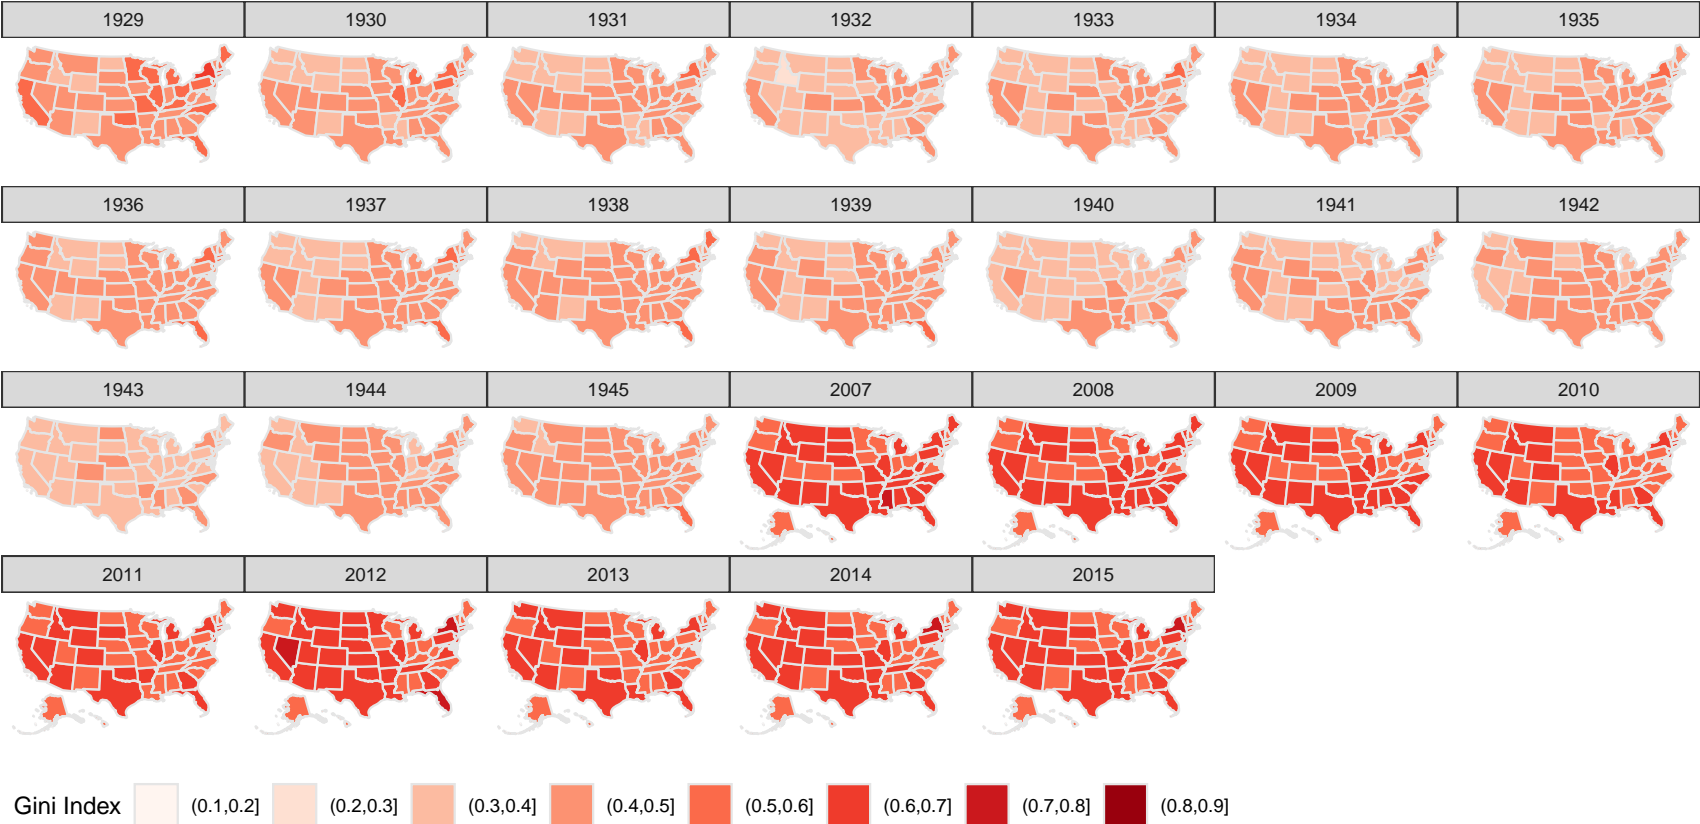 1929 1930 1931 1932 1933 1934 1935
1936 1937 1938 1939 1940 1941 1942
1943 1944 1945 2007 2008 2009 2010
2011 2012 2013 2014 2015
Gini Index (0.1,0.2] (0.2,0.3] (0.3,0.4] (0.4,0.5] (0.5,0.6] (0.6,0.7] (0.7,0.8] (0.8,0.9]